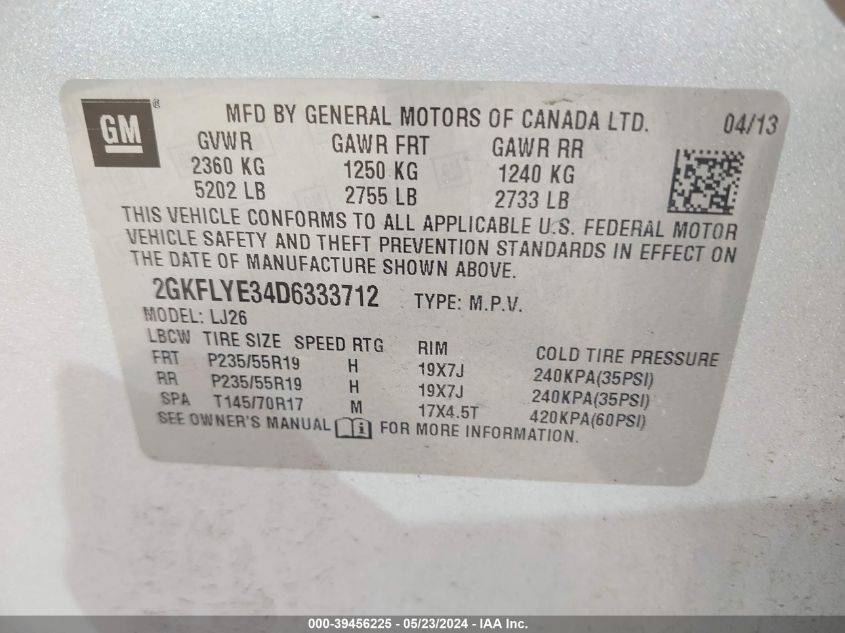 GM ®
MFD BY GENERAL MOTORS OF CANADA LTD. 04/13
GVWR GAWR FRT GAWR RR
2360 KG 1250 KG 1240 KG
5202 LB 2755 LB 2733 LB
THIS VEHICLE CONFORMS TO ALL APPLICABLE U.S. FEDERAL MOTOR
VEHICLE SAFETY AND THEFT PREVENTION STANDARDS IN EFFECT ON
THE DATE OF MANUFACTURE SHOWN ABOVE.
2GKFLYE34D6333712 TYPE: M.P.V.
MODEL: LJ26
LBCW TIRE SIZE SPEED RTG RIM COLD TIRE PRESSURE
FRT P235/55R19 H 19X7J 240KPA(35PSI)
RR P235/55R19 H 19X7J 240KPA(35PSI)
SPA T145/70R17 M 17X4.5T 420KPA(60PSI)
SEE OWNER'S MANUAL i FOR MORE INFORMATION.
000-39456225 - 05/23/2024 - IAA Inc.